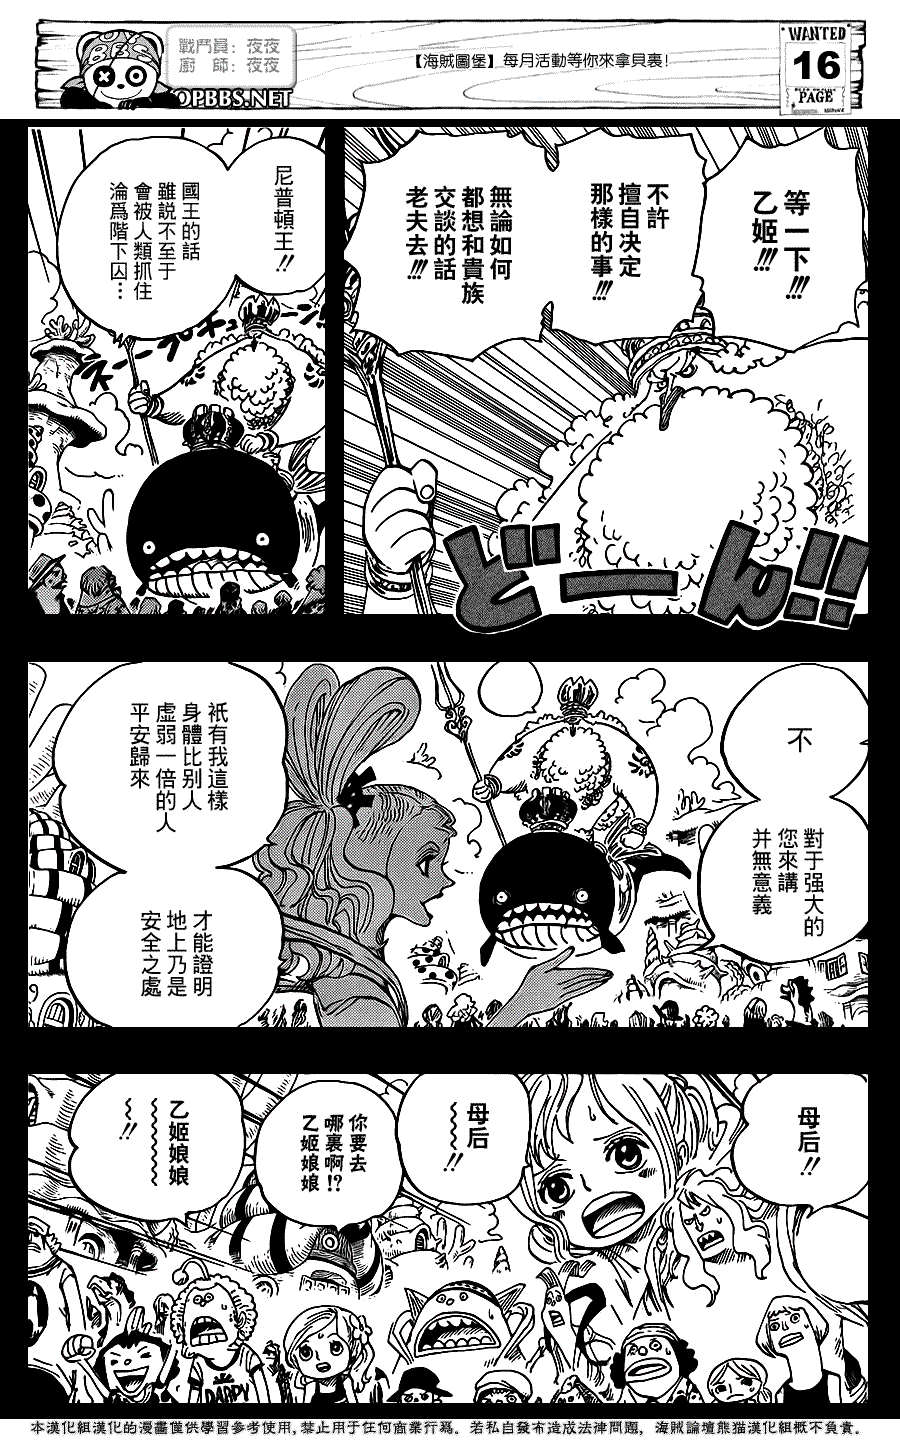 戰鬥員：夜夜
廚　師：夜夜
OPBBS.NET
【海賊圖堡】每月活動等你來拿貝裏！
WANTED
16
PAGE
等一下!!!
乙姬!!!
不許
擅自决定
那樣的事!!!
無論如何
都想和貴族
交談的話
老夫去!!!
どーん!!
尼普頓王!!
國王的話
雖説不至于
會被人類抓住
淪爲階下囚…
不
對于强大的
您來講
并無意義
衹有我這樣
身體比别人
虚弱一倍的人
平安歸來
才能證明
地上乃是
安全之處
母后!!
母后〜〜!!
你要去
哪裏啊!?
乙姬娘娘
乙姬娘娘
〜〜〜〜!!
DAPPY
本漢化組漢化的漫畫僅供學習參考使用，禁止用于任何商業行爲。若私自發布造成法律問題，海賊論壇熊猫漢化組概不負責。